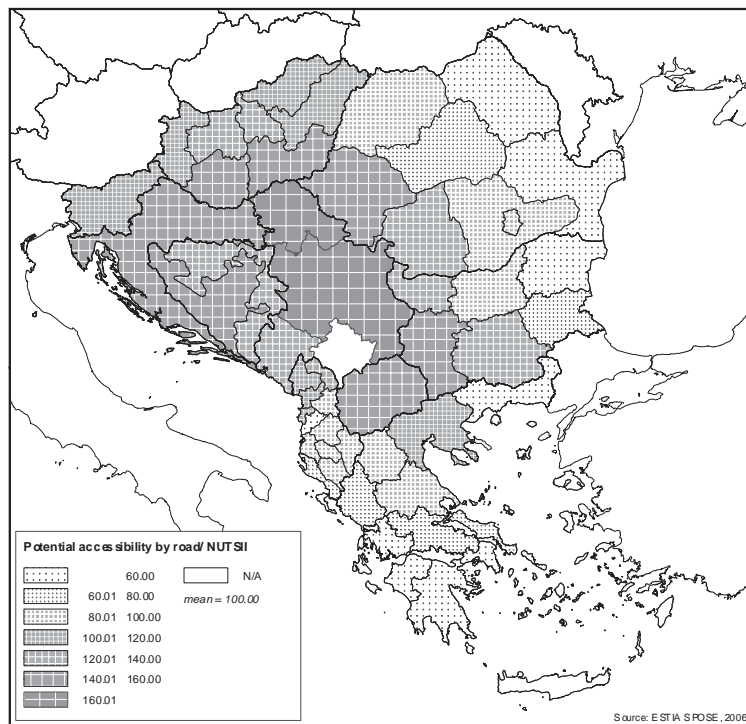 Potential accessibility by road/ NUTSII
60.00 N/A
60.01 80.00 mean = 100.00
80.01 100.00
100.01 120.00
120.01 140.00
140.01 160.00
160.01
Source: ESTIA SPOSE, 2006